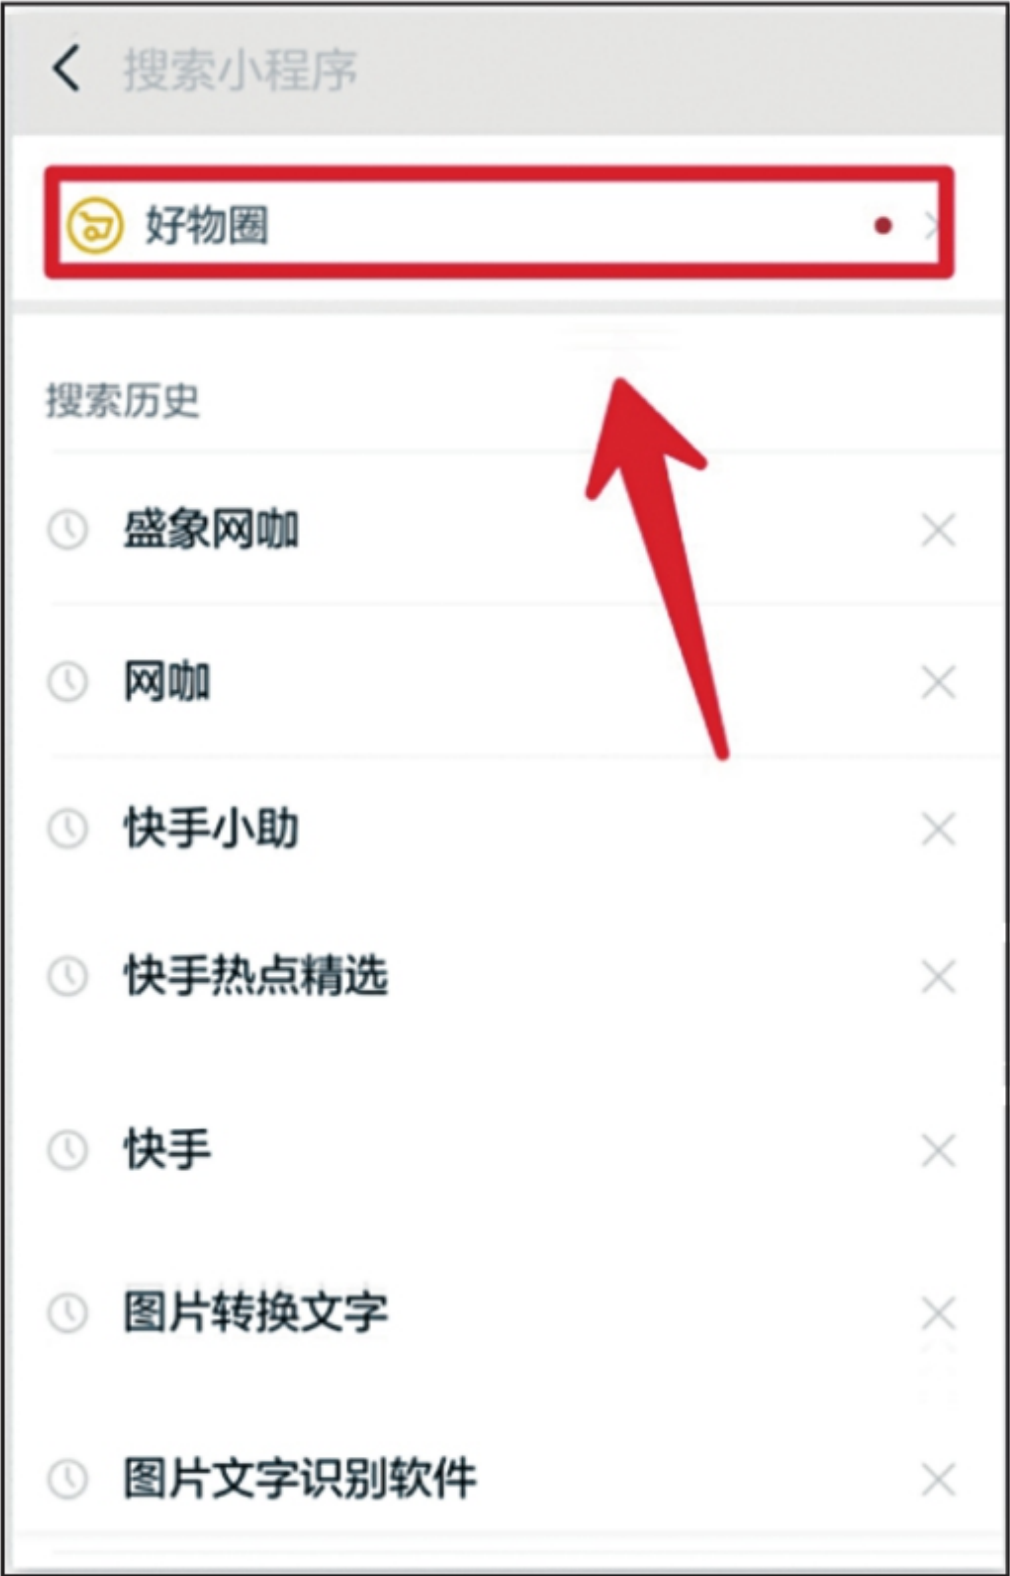 搜索小程序
好物圈
搜索历史
盛象网咖
网咖
快手小助
快手热点精选
快手
图片转换文字
图片文字识别软件